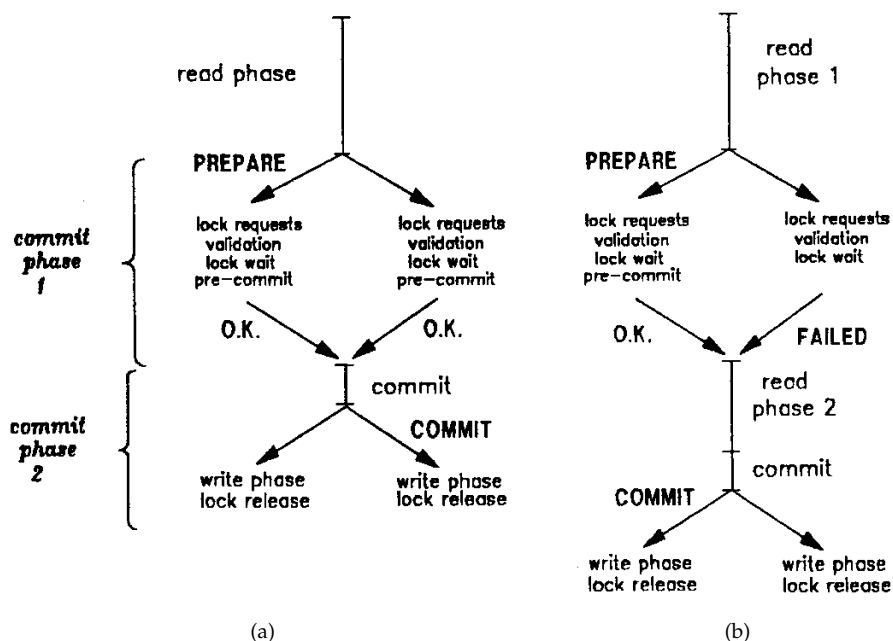 read phase
PREPARE
lock requests
validation
lock wait
pre-commit
lock requests
validation
lock wait
pre-commit
O.K.
O.K.
commit
COMMIT
write phase
lock release
write phase
lock release
commit
phase
1
commit
phase
2
(a)
read
phase 1
PREPARE
lock requests
validation
lock wait
pre-commit
lock requests
validation
lock wait
O.K.
FAILED
read
phase 2
commit
COMMIT
write phase
lock release
write phase
lock release
(b)